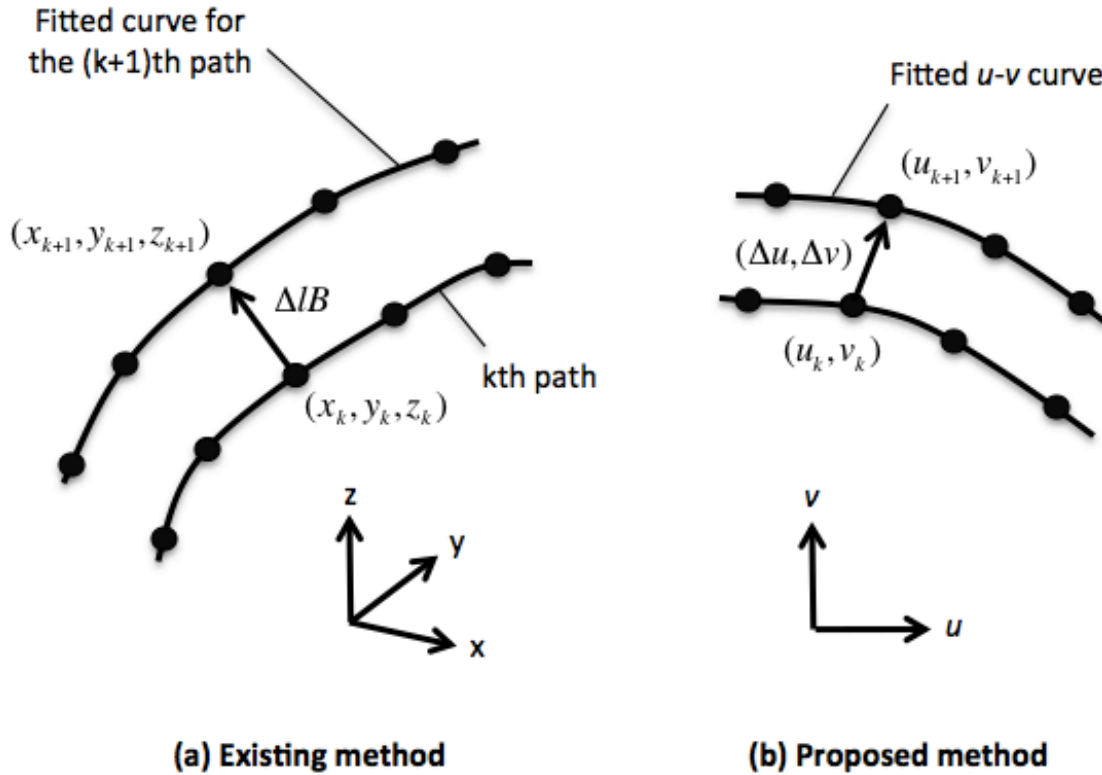 Fitted curve for
the (k+1)th path
(x_{k+1}, y_{k+1}, z_{k+1})
ΔlB
kth path
(x_k, y_k, z_k)
z
y
x
(a) Existing method
Fitted u-v curve
(u_{k+1}, v_{k+1})
(Δu, Δv)
(u_k, v_k)
v
u
(b) Proposed method